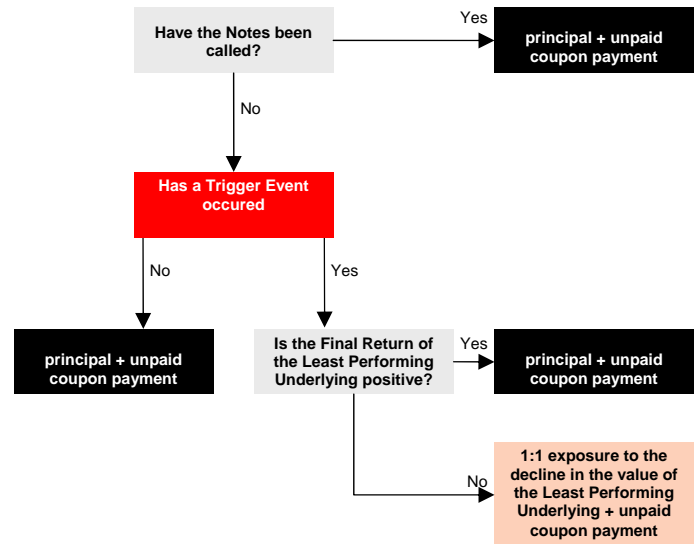 Have the Notes been
called?
Yes
principal + unpaid
coupon payment
No
Has a Trigger Event
occured
No
Yes
principal + unpaid
coupon payment
Is the Final Return of
the Least Performing
Underlying positive?
Yes
principal + unpaid
coupon payment
No
1:1 exposure to the
decline in the value of
the Least Performing
Underlying + unpaid
coupon payment